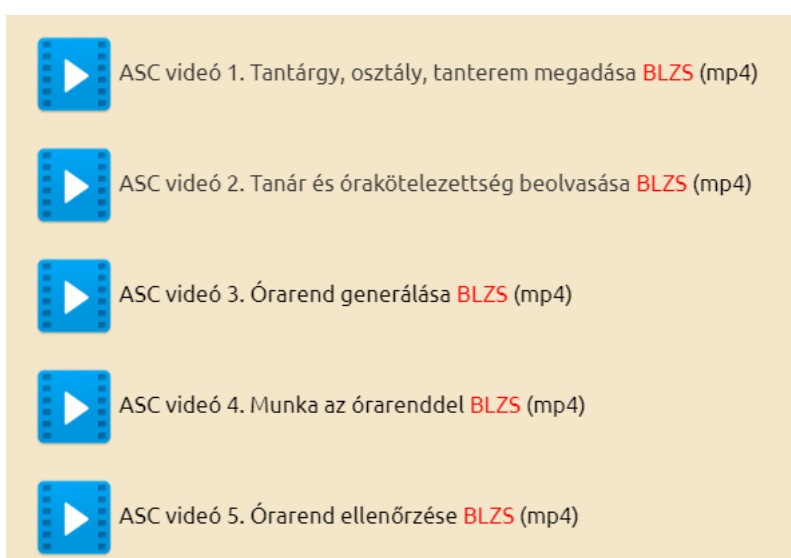 ASC videó 1. Tantárgy, osztály, tanterem megadása BLZS (mp4)
ASC videó 2. Tanár és órakötelezettség beolvasása BLZS (mp4)
ASC videó 3. Órarend generálása BLZS (mp4)
ASC videó 4. Munka az órarenddel BLZS (mp4)
ASC videó 5. Órarend ellenőrzése BLZS (mp4)